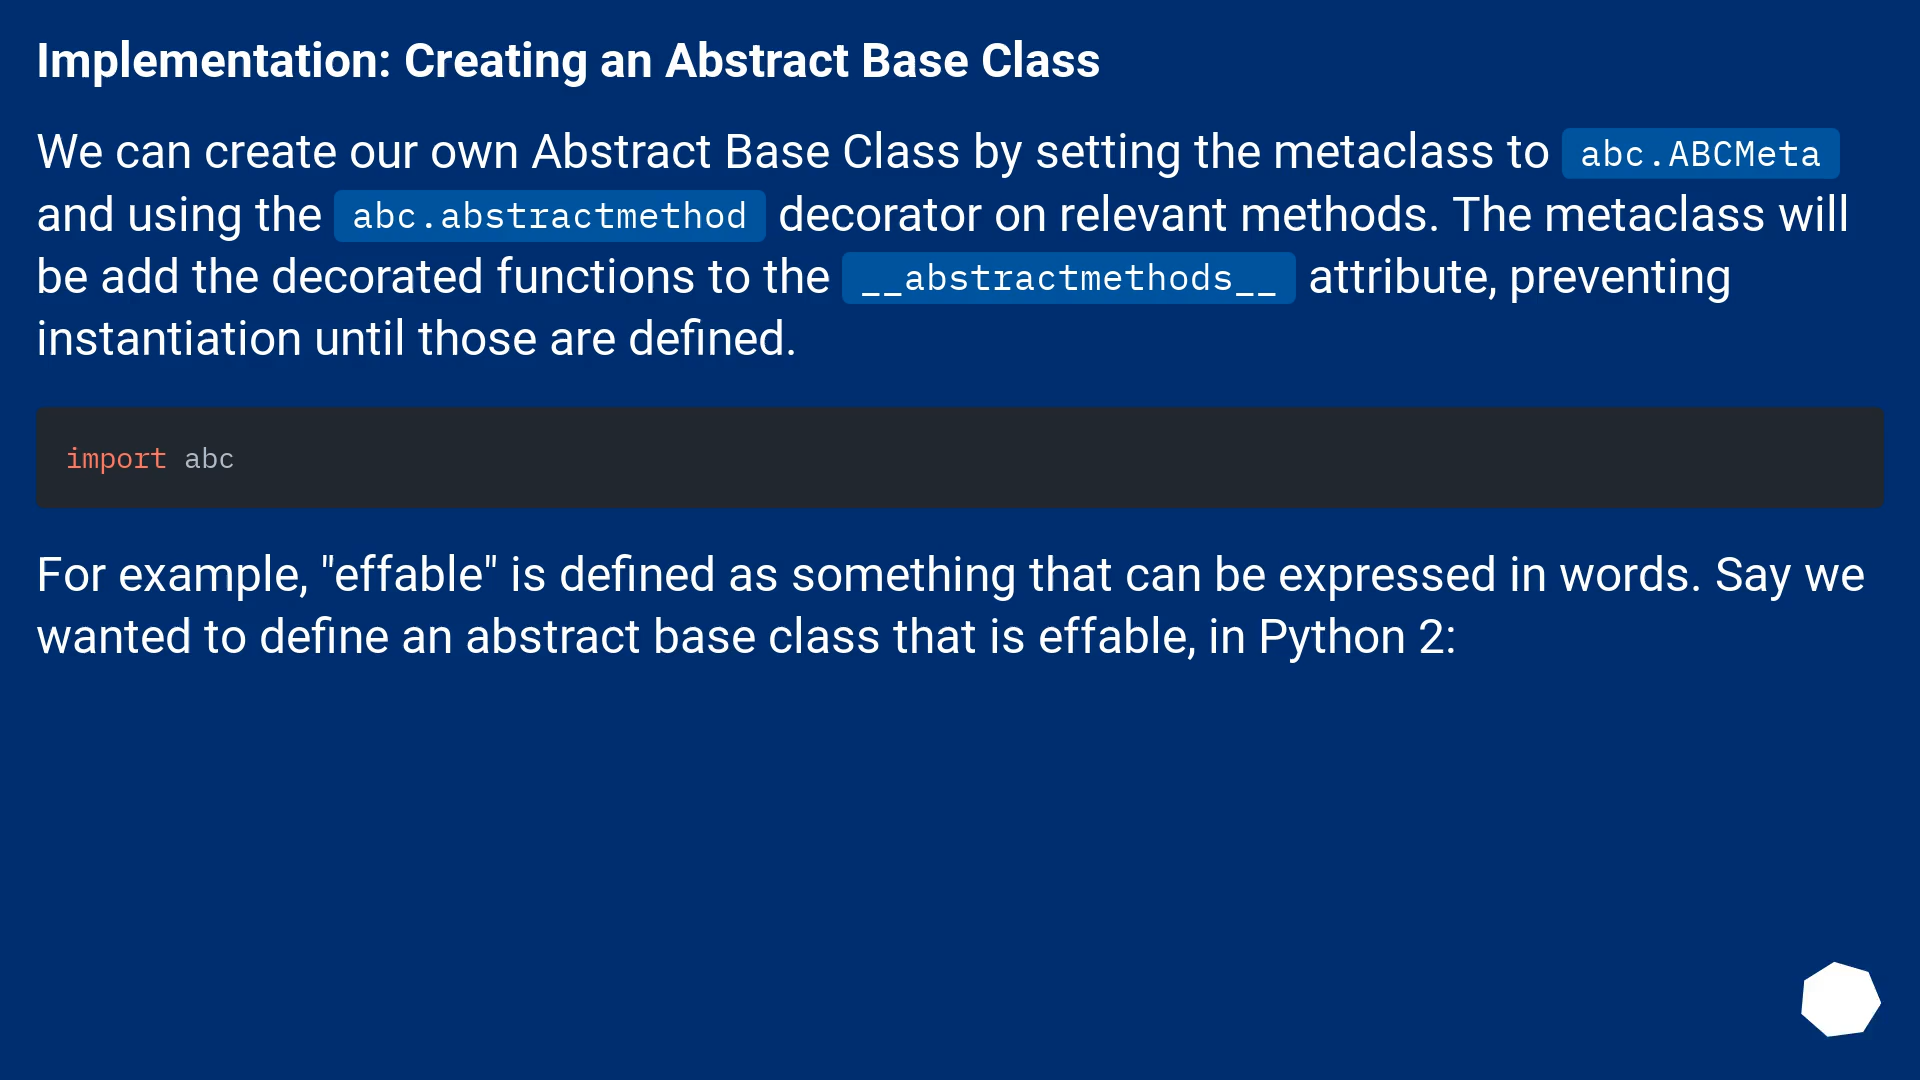 Implementation: Creating an Abstract Base Class
We can create our own Abstract Base Class by setting the metaclass to abc.ABCMeta
and using the abc.abstractmethod decorator on relevant methods. The metaclass will
be add the decorated functions to the __abstractmethods__ attribute, preventing
instantiation until those are defined.
import abc
For example, "effable" is defined as something that can be expressed in words. Say we
wanted to define an abstract base class that is effable, in Python 2: